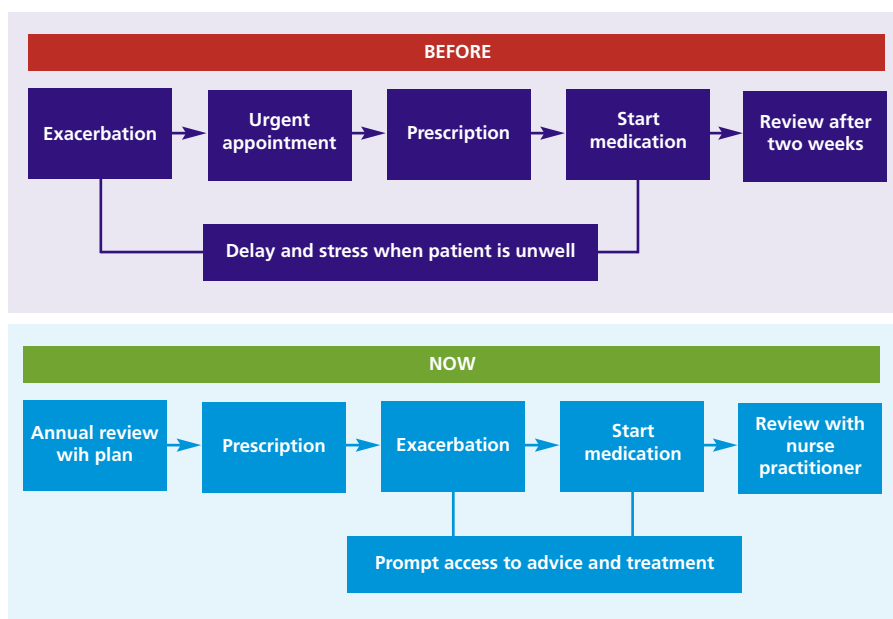 BEFORE
Exacerbation
Urgent
appointment
Prescription
Start
medication
Review after
two weeks
Delay and stress when patient is unwell
NOW
Annual review
wih plan
Prescription
Exacerbation
Start
medication
Review with
nurse
practitioner
Prompt access to advice and treatment